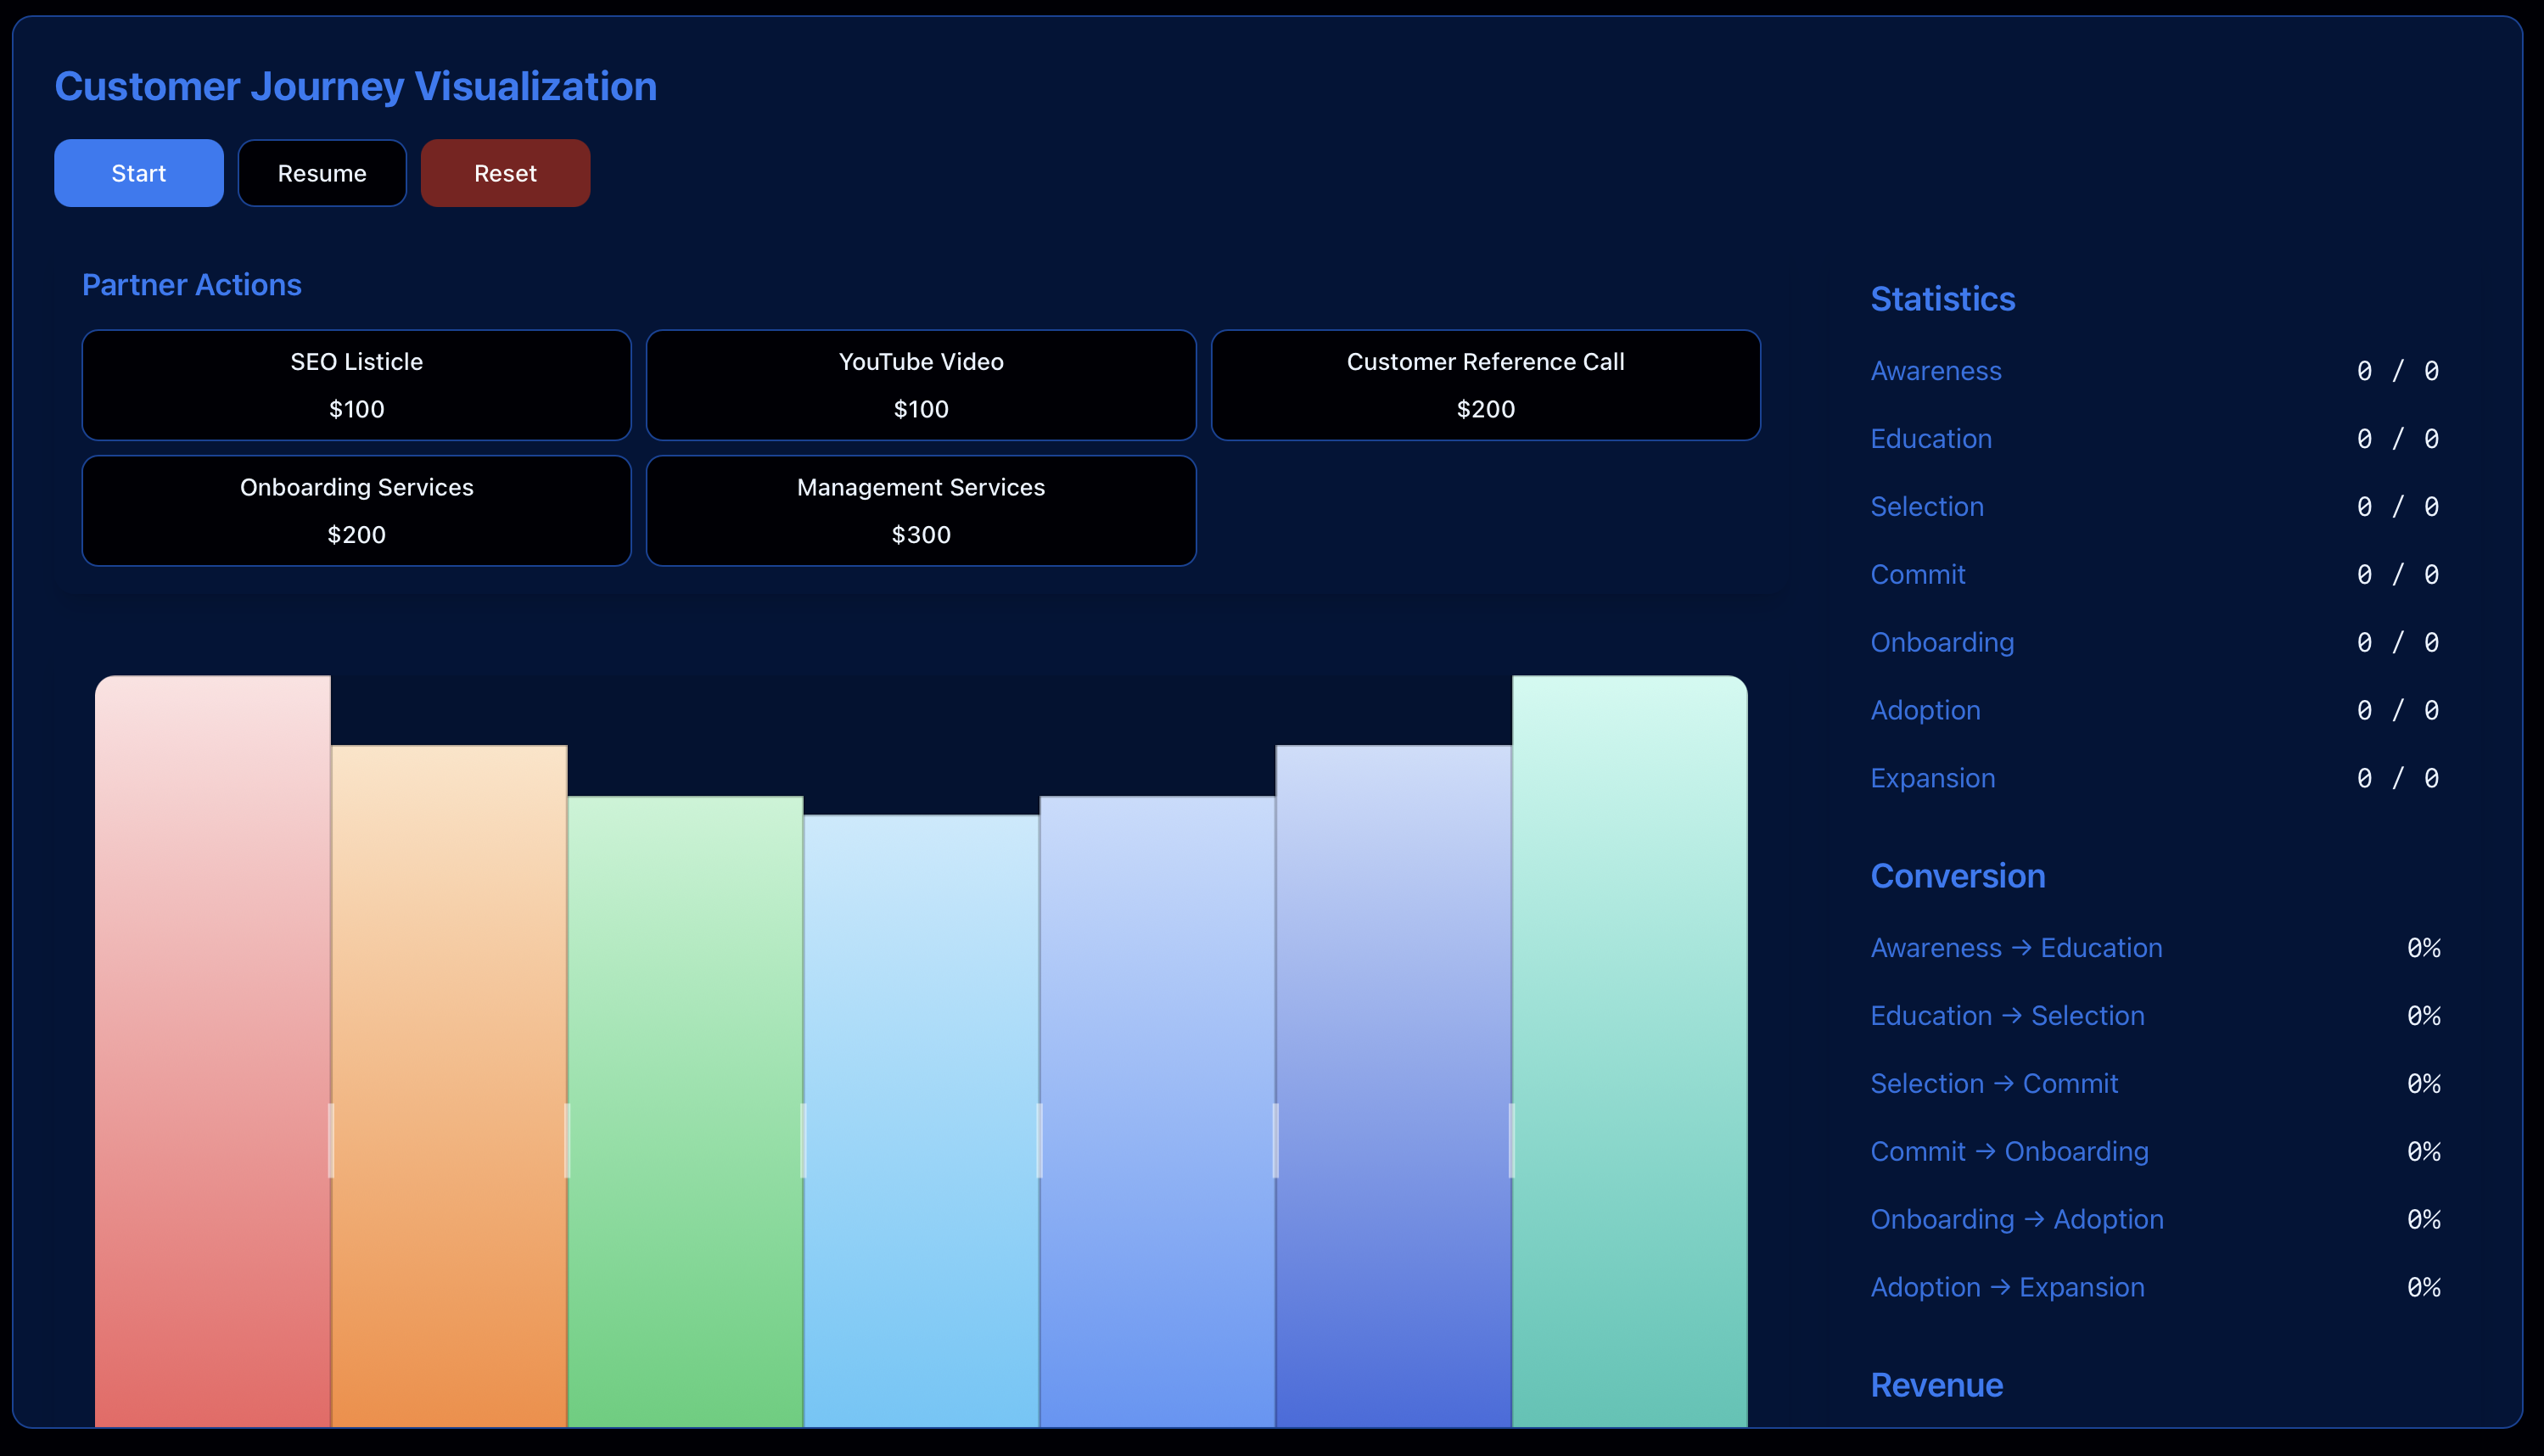 Customer Journey Visualization
Start
Resume
Reset
Partner Actions
SEO Listicle
$100
YouTube Video
$100
Customer Reference Call
$200
Onboarding Services
$200
Management Services
$300
Statistics
Awareness 0 / 0
Education 0 / 0
Selection 0 / 0
Commit 0 / 0
Onboarding 0 / 0
Adoption 0 / 0
Expansion 0 / 0
Conversion
Awareness → Education 0%
Education → Selection 0%
Selection → Commit 0%
Commit → Onboarding 0%
Onboarding → Adoption 0%
Adoption → Expansion 0%
Revenue